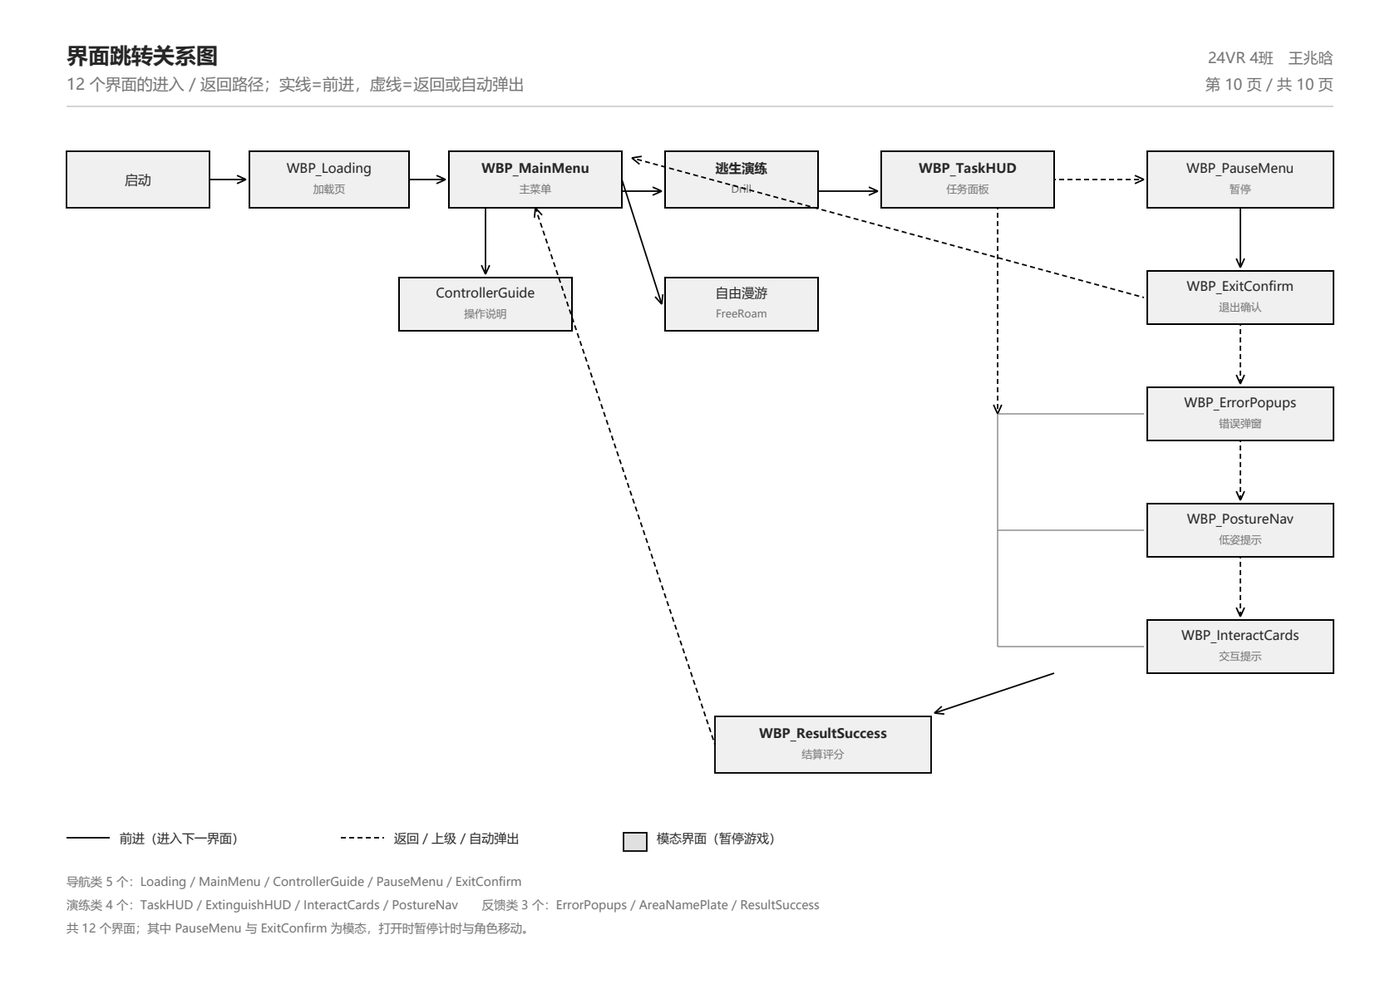 界面跳转关系图
12 个界面的进入 / 返回路径；实线=前进，虚线=返回或自动弹出
24VR 4班 王兆晗
第 10 页 / 共 10 页
启动
WBP_Loading
加载页
WBP_MainMenu
主菜单
逃生演练
Drill
WBP_TaskHUD
任务面板
WBP_PauseMenu
暂停
ControllerGuide
操作说明
自由漫游
FreeRoam
WBP_ExitConfirm
退出确认
WBP_ErrorPopups
错误弹窗
WBP_PostureNav
低姿提示
WBP_InteractCards
交互提示
WBP_ResultSuccess
结算评分
前进（进入下一界面）
返回 / 上级 / 自动弹出
模态界面（暂停游戏）
导航类 5 个：Loading / MainMenu / ControllerGuide / PauseMenu / ExitConfirm
演练类 4 个：TaskHUD / ExtinguishHUD / InteractCards / PostureNav 反馈类 3 个：ErrorPopups / AreaNamePlate / ResultSuccess
共 12 个界面；其中 PauseMenu 与 ExitConfirm 为模态，打开时暂停计时与角色移动。